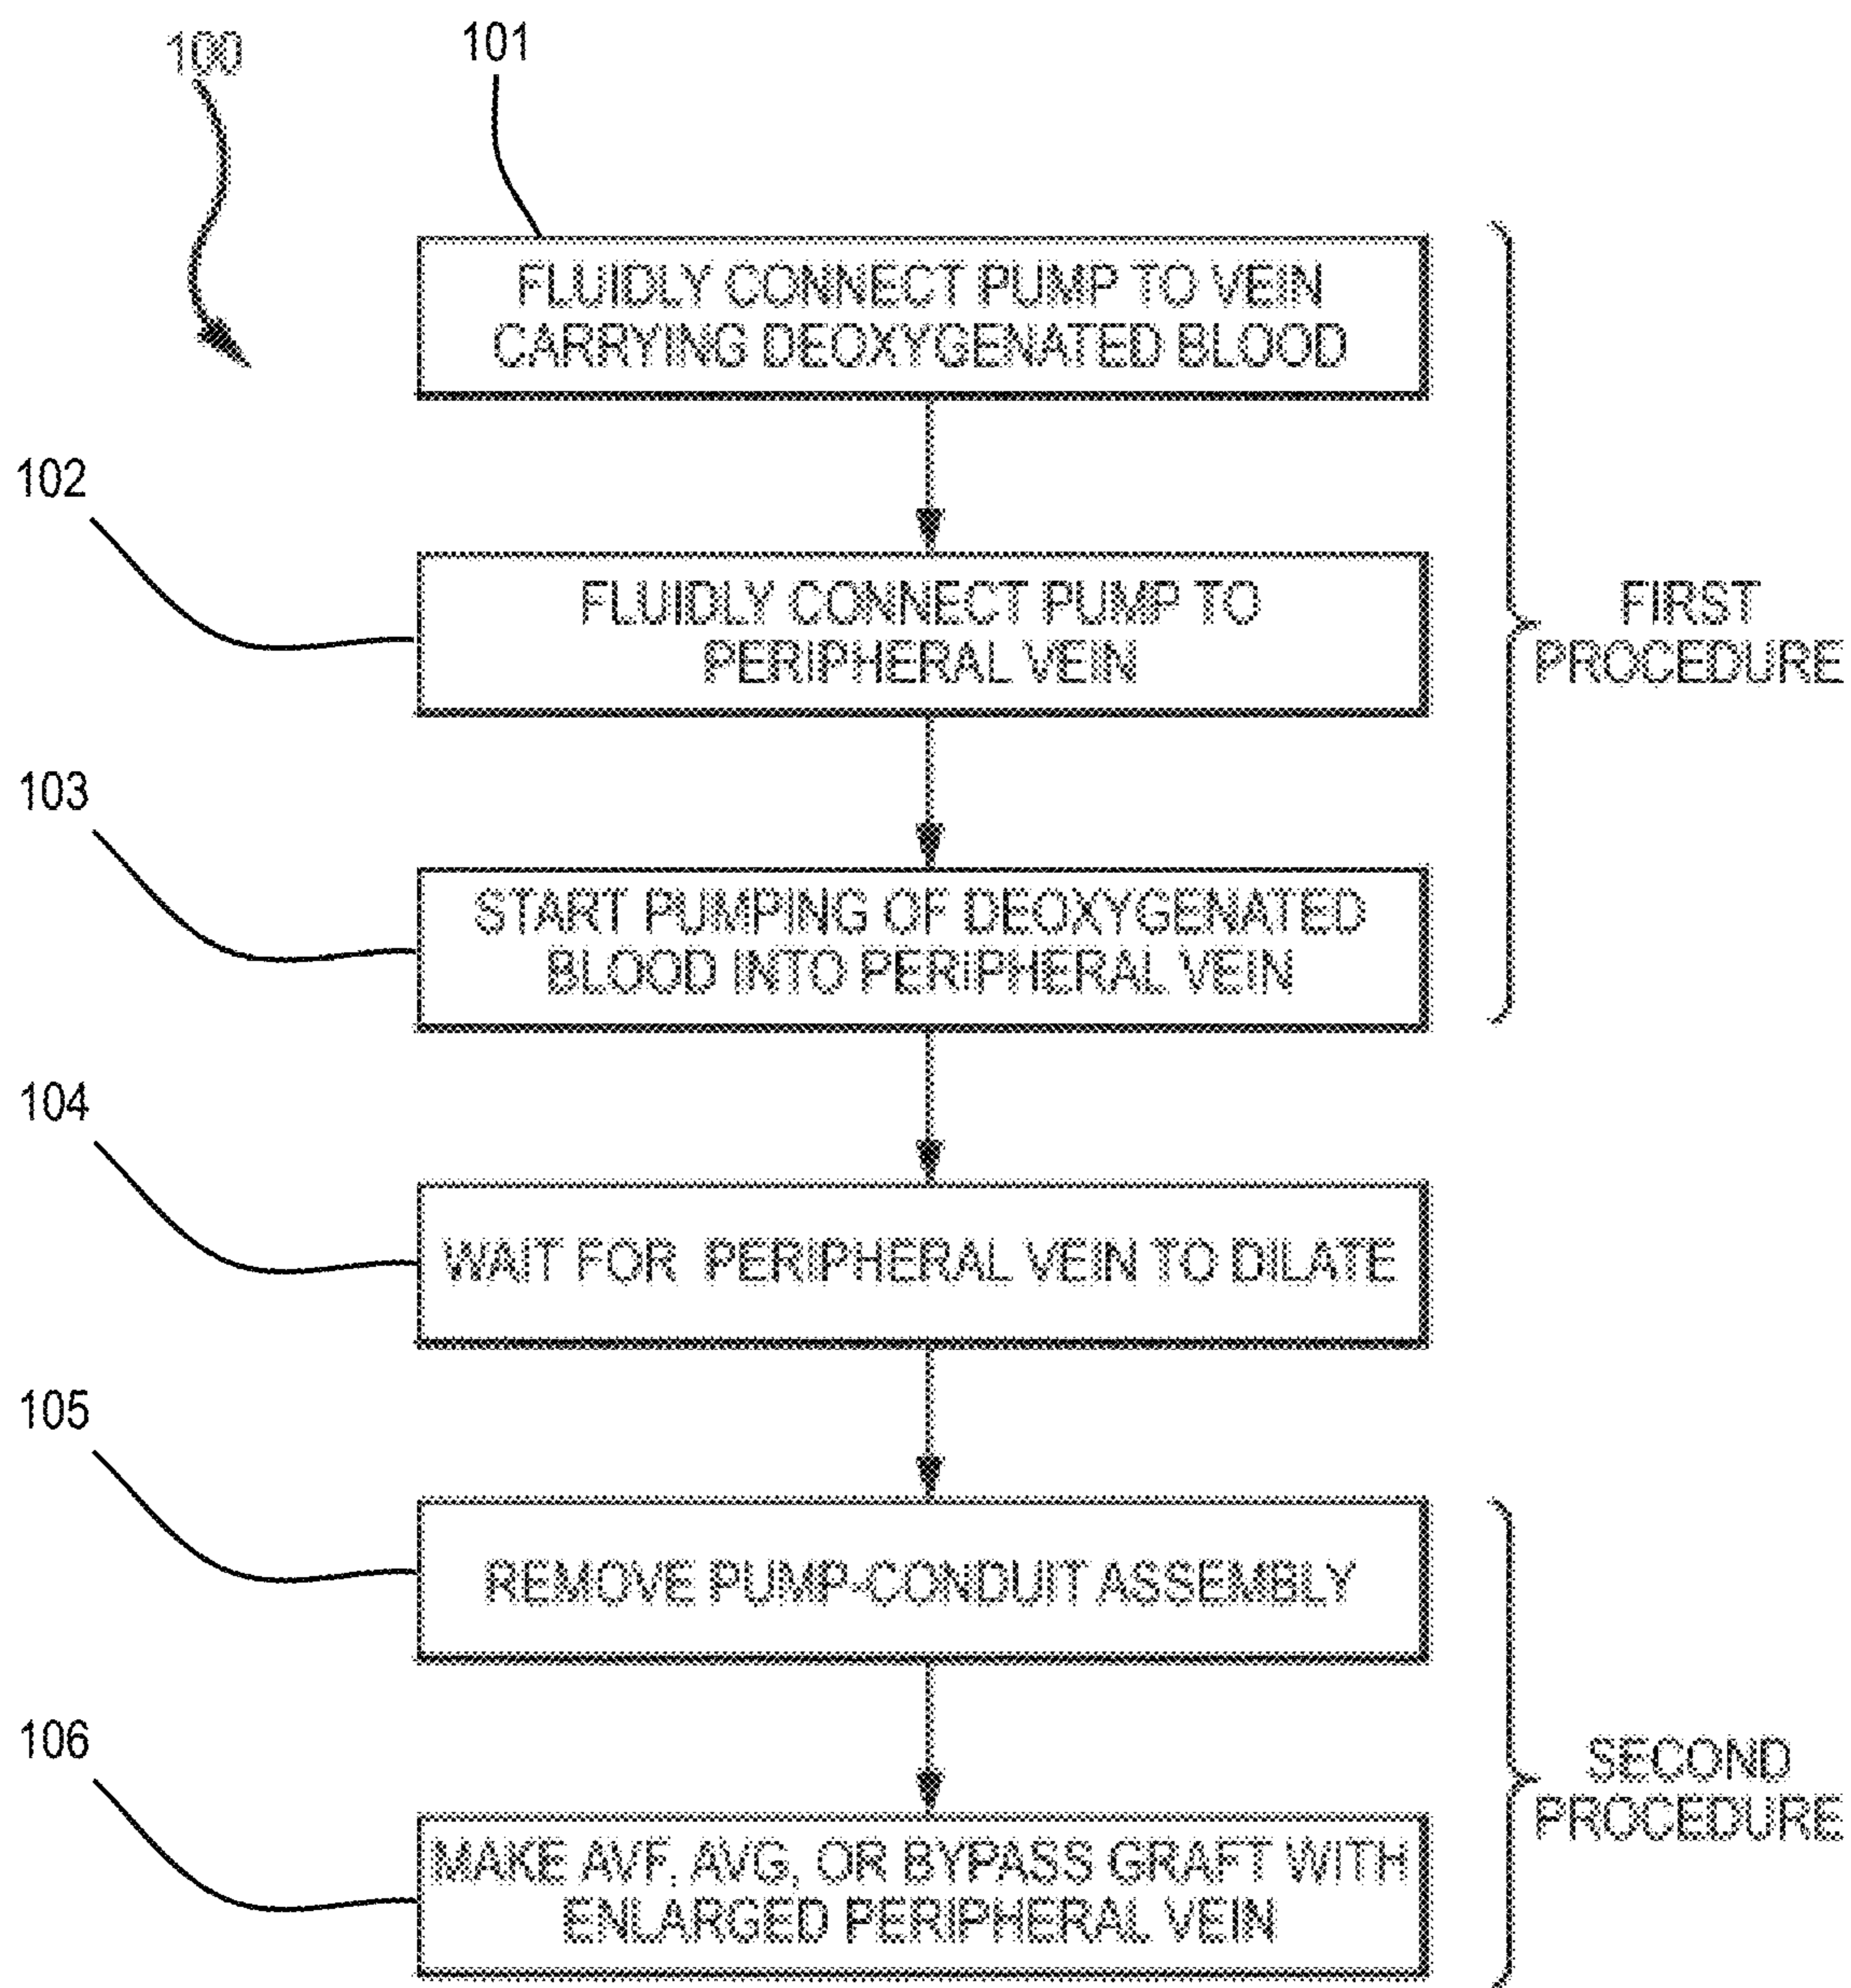 100
101
FLUIDLY CONNECT PUMP TO VEIN
CARRYING DEOXYGENATED BLOOD
102
FLUIDLY CONNECT PUMP TO
PERIPHERAL VEIN
FIRST
PROCEDURE
103
START PUMPING OF DEOXYGENATED
BLOOD INTO PERIPHERAL VEIN
104
WAIT FOR PERIPHERAL VEIN TO DILATE
105
REMOVE PUMP-CONDUIT ASSEMBLY
106
MAKE AVF, AVG, OR BYPASS GRAFT WITH
ENLARGED PERIPHERAL VEIN
SECOND
PROCEDURE